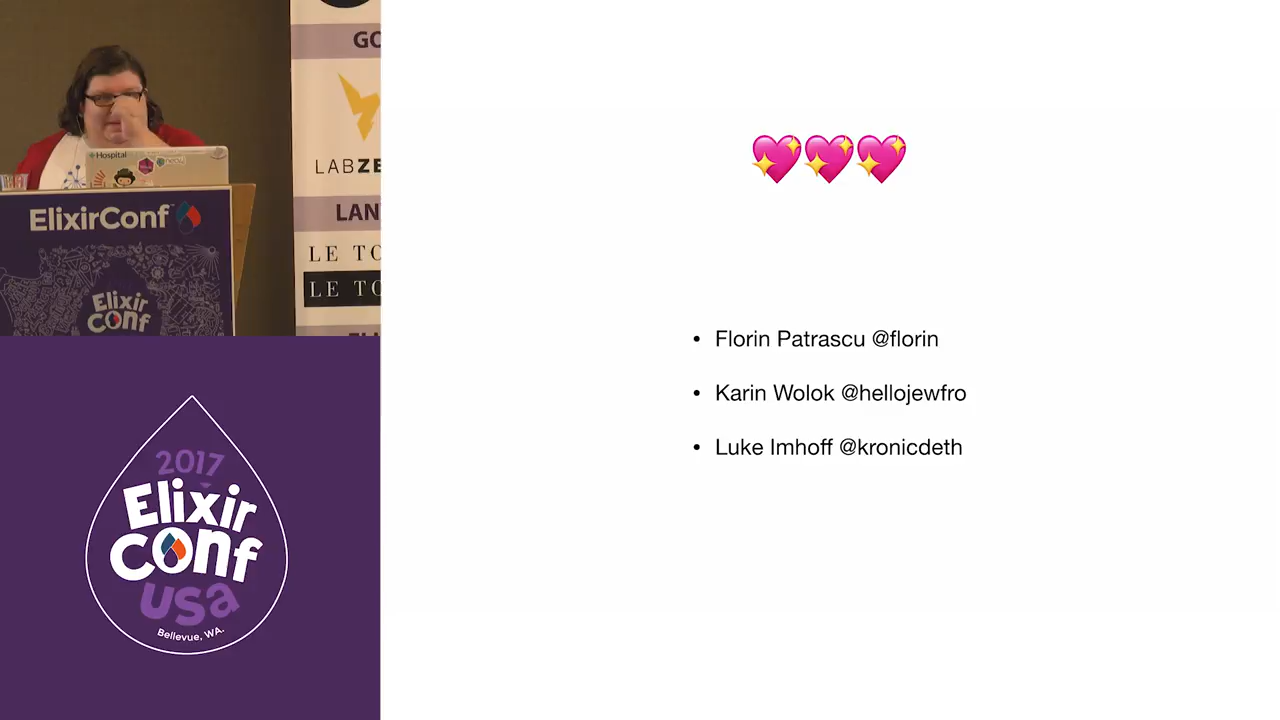 GO
LABZE
LAN
LE TO
LE TO
Hospital
neo4j
ElixirConf
Elixir
Conf
2017
Elixir
Conf
USA
Bellevue, WA.
💖💖💖
• Florin Patrascu @florin
• Karin Wolok @hellojewfro
• Luke Imhoff @kronicdeth